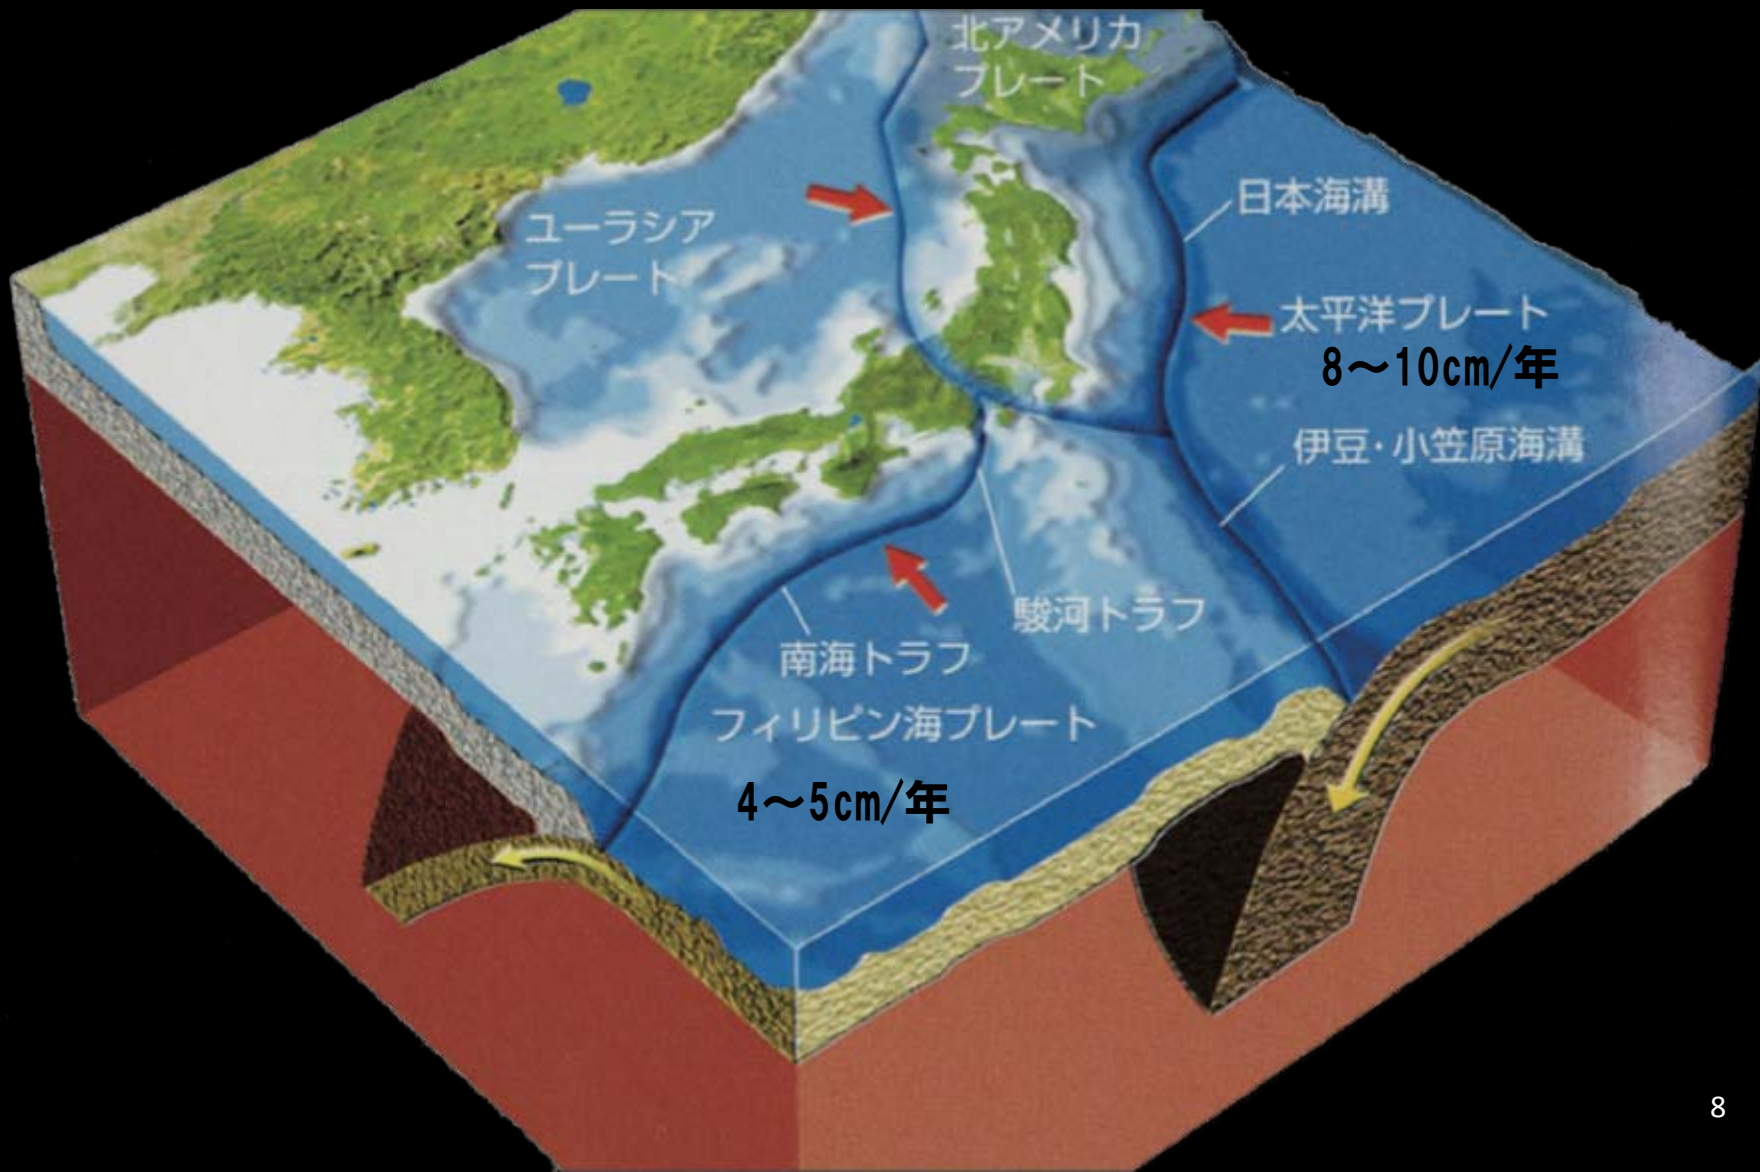 北アメリカ
プレート
ユーラシア
プレート
日本海溝
太平洋プレート
8～10cm/年
伊豆･小笠原海溝
駿河トラフ
南海トラフ
フィリピン海プレート
4～5cm/年
8